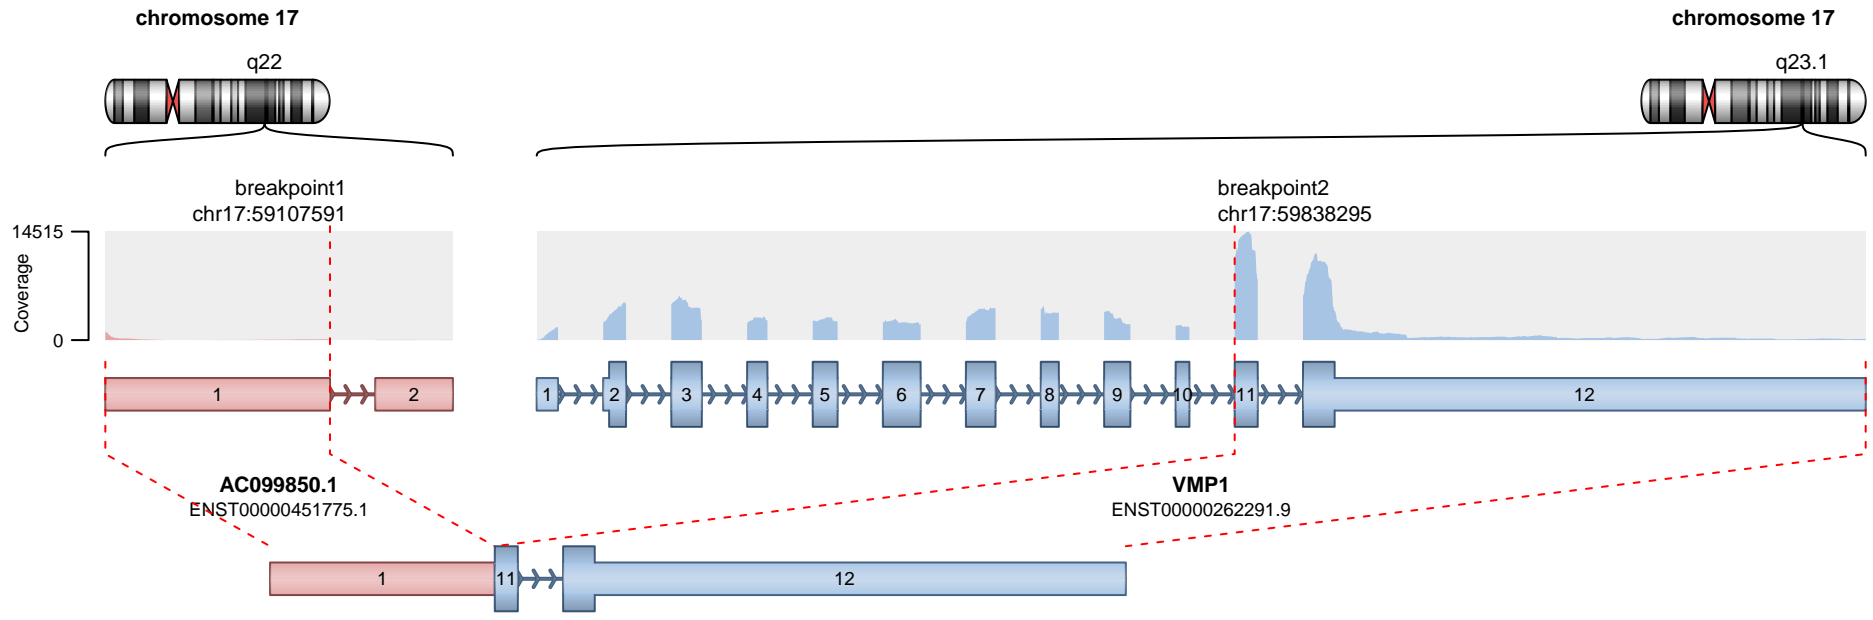 chromosome 17
chromosome 17
q22
q23.1
breakpoint1
chr17:59107591
breakpoint2
chr17:59838295
14515
Coverage
0
1 2
1 2 3 4 5 6 7 8 9 10 11 12
AC099850.1
ENST00000451775.1
VMP1
ENST00000262291.9
1 11 12